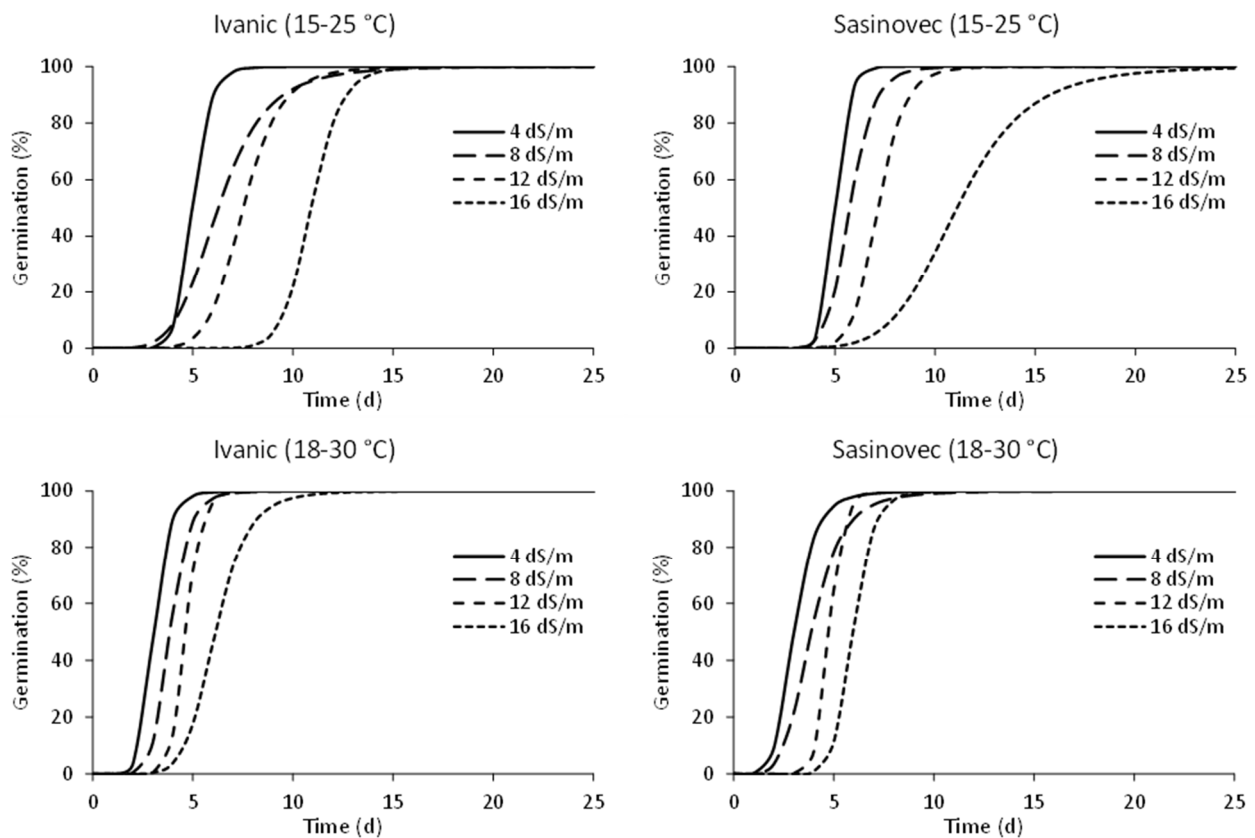 Ivanic (15-25 °C)
Germination (%)
100
80
60
40
20
0
4 dS/m
8 dS/m
12 dS/m
16 dS/m
0 5 10 15 20 25
Time (d)
Sasinovec (15-25 °C)
Germination (%)
100
80
60
40
20
0
4 dS/m
8 dS/m
12 dS/m
16 dS/m
0 5 10 15 20 25
Time (d)
Ivanic (18-30 °C)
Germination (%)
100
80
60
40
20
0
4 dS/m
8 dS/m
12 dS/m
16 dS/m
0 5 10 15 20 25
Time (d)
Sasinovec (18-30 °C)
Germination (%)
100
80
60
40
20
0
4 dS/m
8 dS/m
12 dS/m
16 dS/m
0 5 10 15 20 25
Time (d)